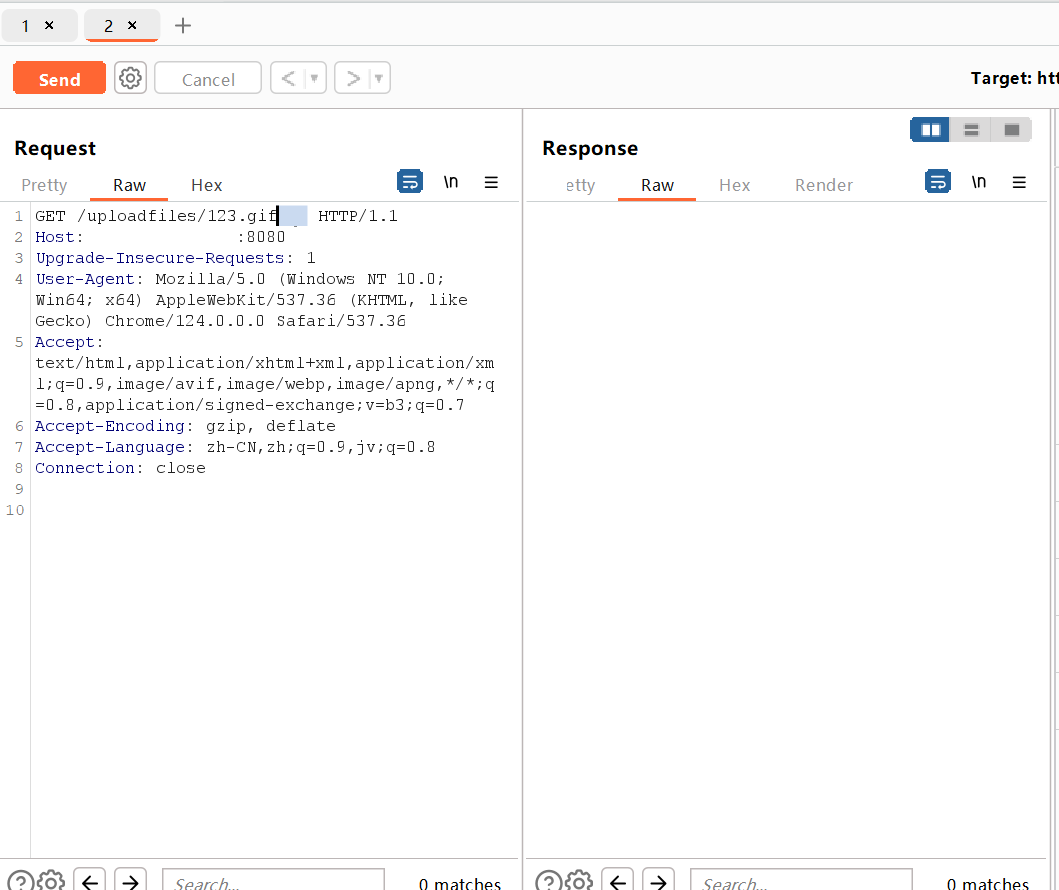 1 × 2 × +
Send Cancel < ▾ > ▾ Target: htt
Request
Pretty Raw Hex \n
1 GET /uploadfiles/123.gif HTTP/1.1
2 Host: :8080
3 Upgrade-Insecure-Requests: 1
4 User-Agent: Mozilla/5.0 (Windows NT 10.0;
Win64; x64) AppleWebKit/537.36 (KHTML, like
Gecko) Chrome/124.0.0.0 Safari/537.36
5 Accept:
text/html,application/xhtml+xml,application/xm
l;q=0.9,image/avif,image/webp,image/apng,*/*;q
=0.8,application/signed-exchange;v=b3;q=0.7
6 Accept-Encoding: gzip, deflate
7 Accept-Language: zh-CN,zh;q=0.9,jv;q=0.8
8 Connection: close
9
10
Search... 0 matches
Response
etty Raw Hex Render \n
Search... 0 matches